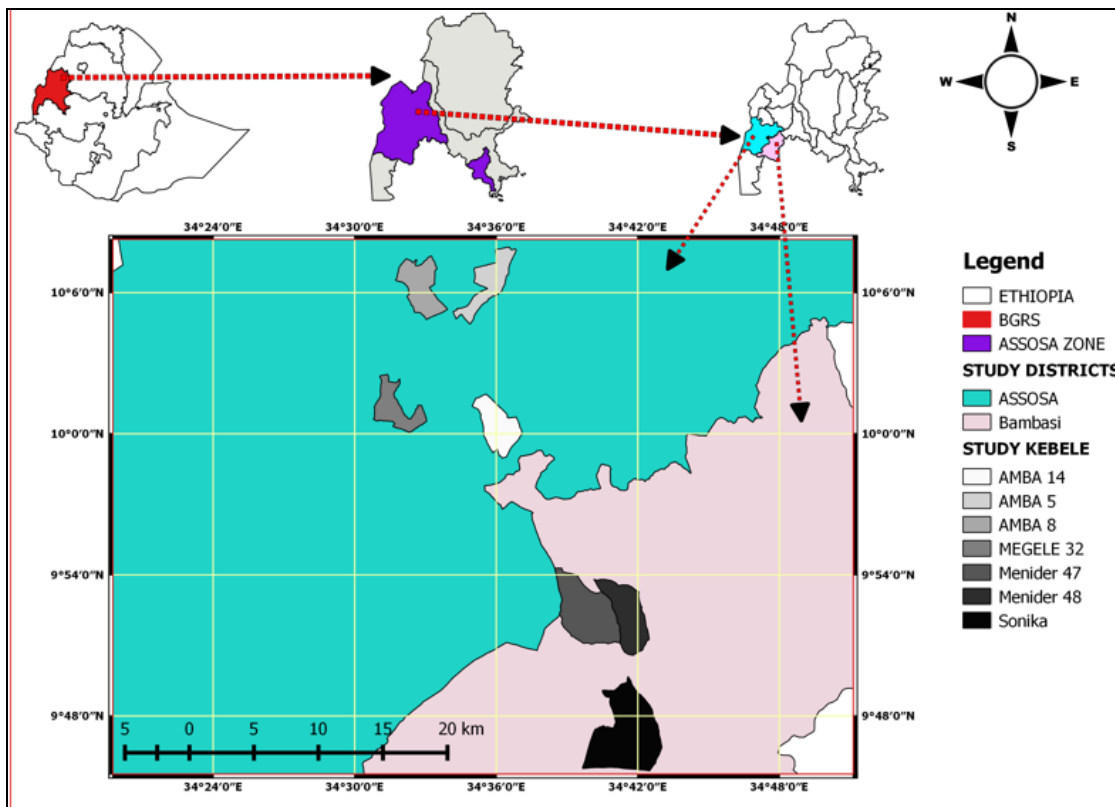 N
W E
S
34°24'0"E 34°30'0"E 34°36'0"E 34°42'0"E 34°48'0"E
10°6'0"N 10°6'0"N
10°0'0"N 10°0'0"N
9°54'0"N 9°54'0"N
9°48'0"N 9°48'0"N
5 0 5 10 15 20 km
34°24'0"E 34°30'0"E 34°36'0"E 34°42'0"E 34°48'0"E
Legend
ETHIOPIA
BGRS
ASSOSA ZONE
STUDY DISTRICTS
ASSOSA
Bambasi
STUDY KEBELE
AMBA 14
AMBA 5
AMBA 8
MEGELE 32
Menider 47
Menider 48
Sonika